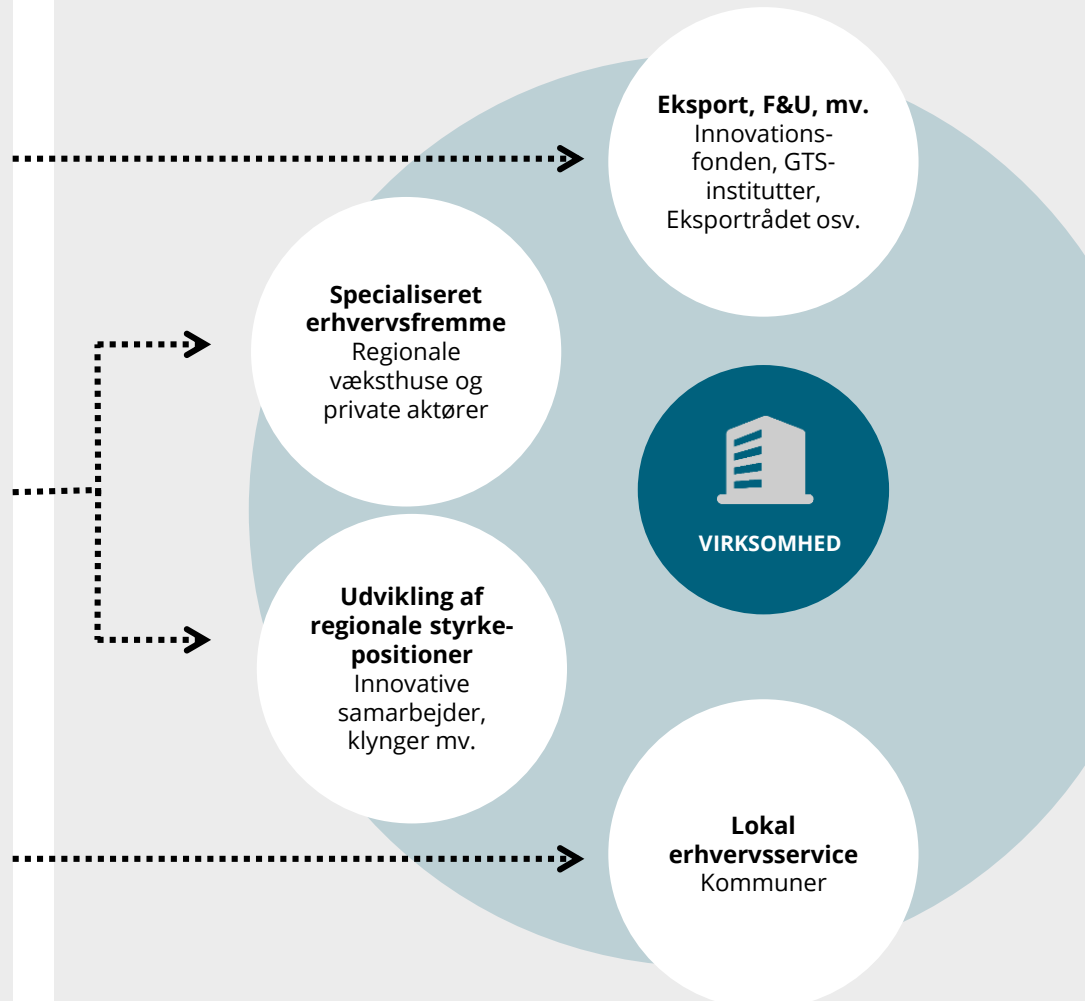 Eksport, F&U, mv.
Innovations-
fonden, GTS-
institutter,
Eksportrådet osv.
Specialiseret
erhvervsfremme
Regionale
væksthuse og
private aktører
VIRKSOMHED
Udvikling af
regionale styrke-
positioner
Innovative
samarbejder,
klynger mv.
Lokal
erhvervsservice
Kommuner